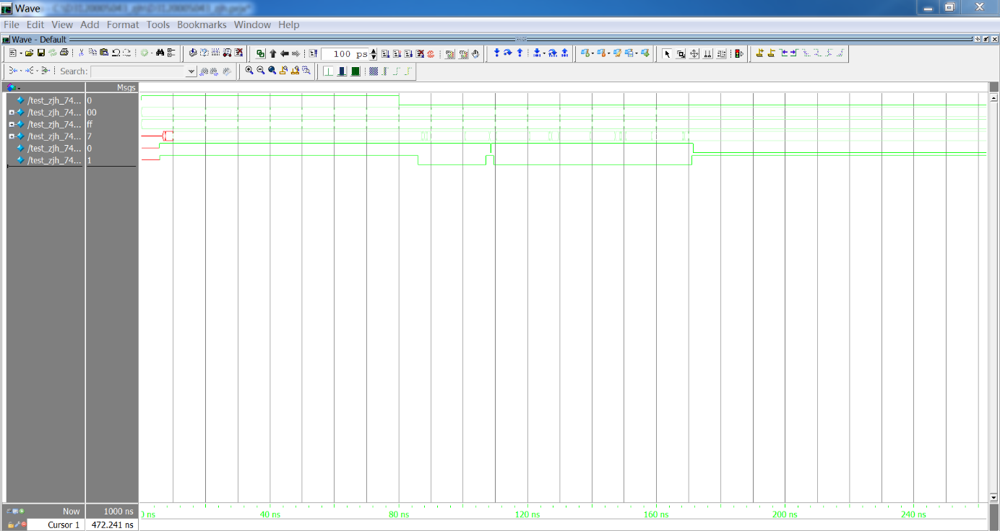 Wave
File Edit View Add Format Tools Bookmarks Window Help
Wave - Default
100 ps
Search:
Msgs
/test_zjh_74... 0
/test_zjh_74... 00
/test_zjh_74... ff
/test_zjh_74... 7
/test_zjh_74... 0
/test_zjh_74... 1
Now 1000 ns
Cursor 1 472.241 ns
ns 40 ns 80 ns 120 ns 160 ns 200 ns 240 ns